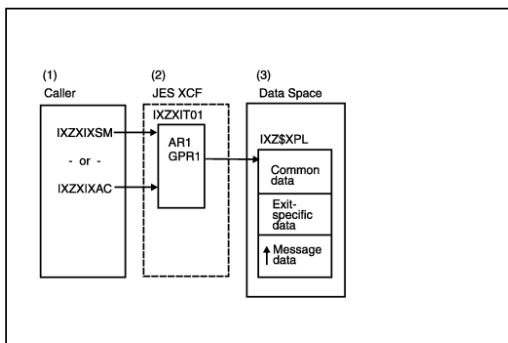 (1)
Caller
IXZXIXSM
- or -
IXZXIXAC
(2)
JES XCF
IXZXIT01
AR1
GPR1
(3)
Data Space
IXZ$XPL
Common
data
Exit-
specific
data
Message
data